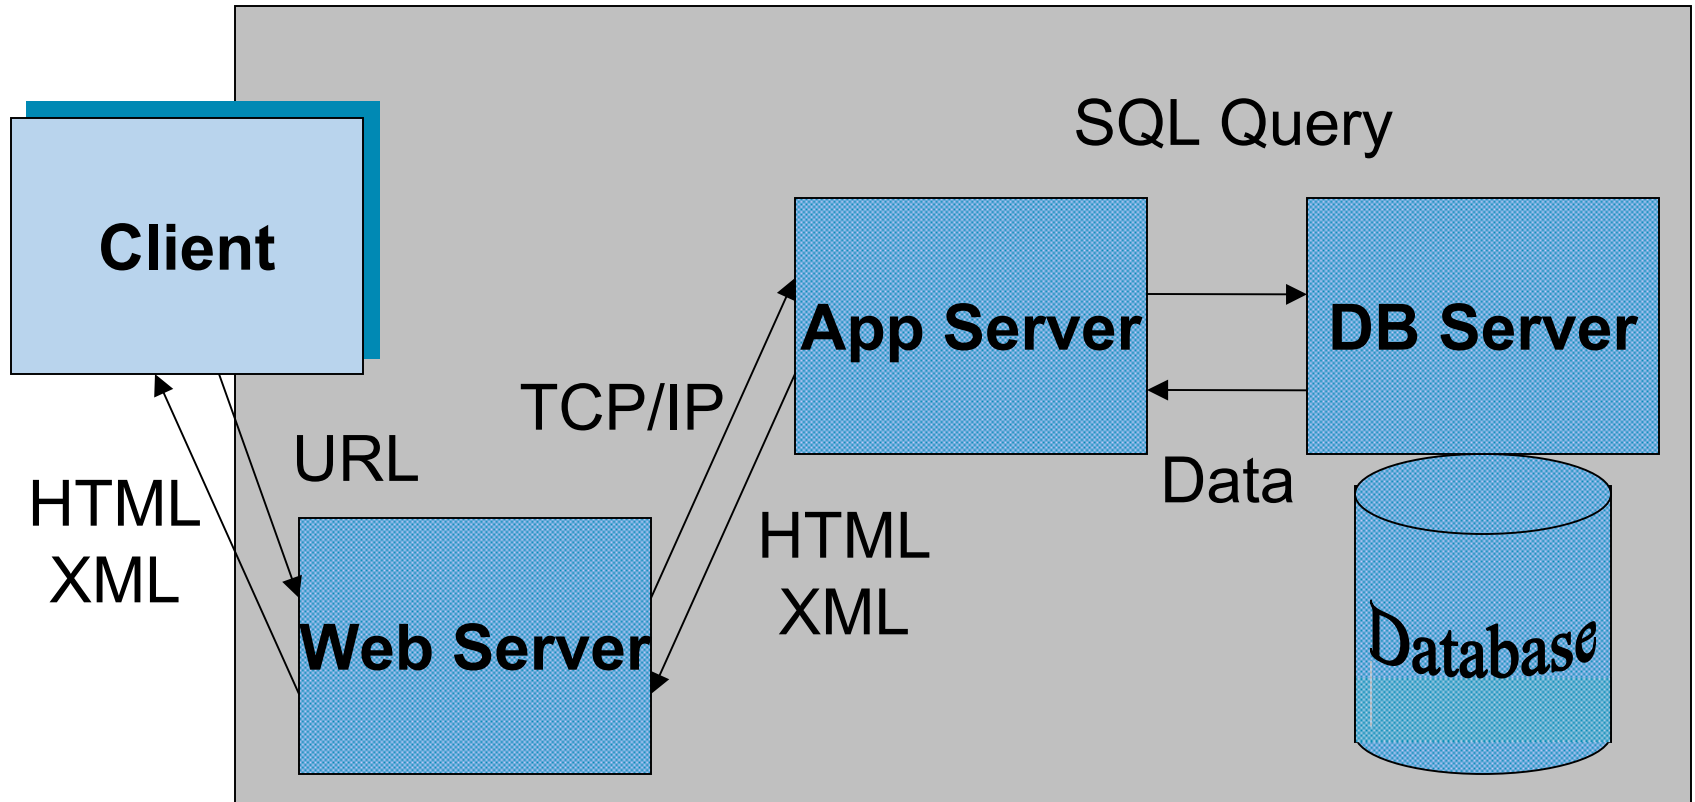 SQL Query
Client
App Server
DB Server
TCP/IP
URL
Data
HTML
XML
HTML
XML
Web Server
Database